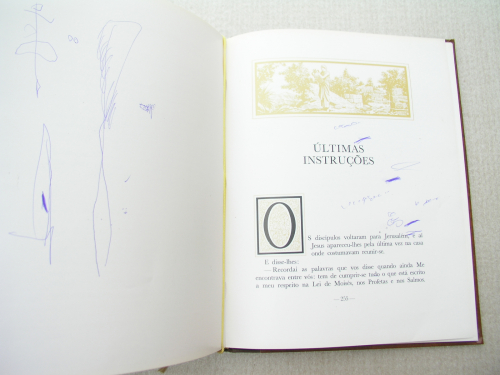 ÚLTIMAS
INSTRUÇÕES
OS discípulos voltaram para Jerusalém, e aí
Jesus apareceu-lhes pela última vez na casa
onde costumavam reunir-se.
E disse-lhes:
— Recordai as palavras que vos disse quando ainda Me
encontrava entre vós: tem de cumprir-se tudo o que está escrito
a meu respeito na Lei de Moisés, nos Profetas e nos Salmos